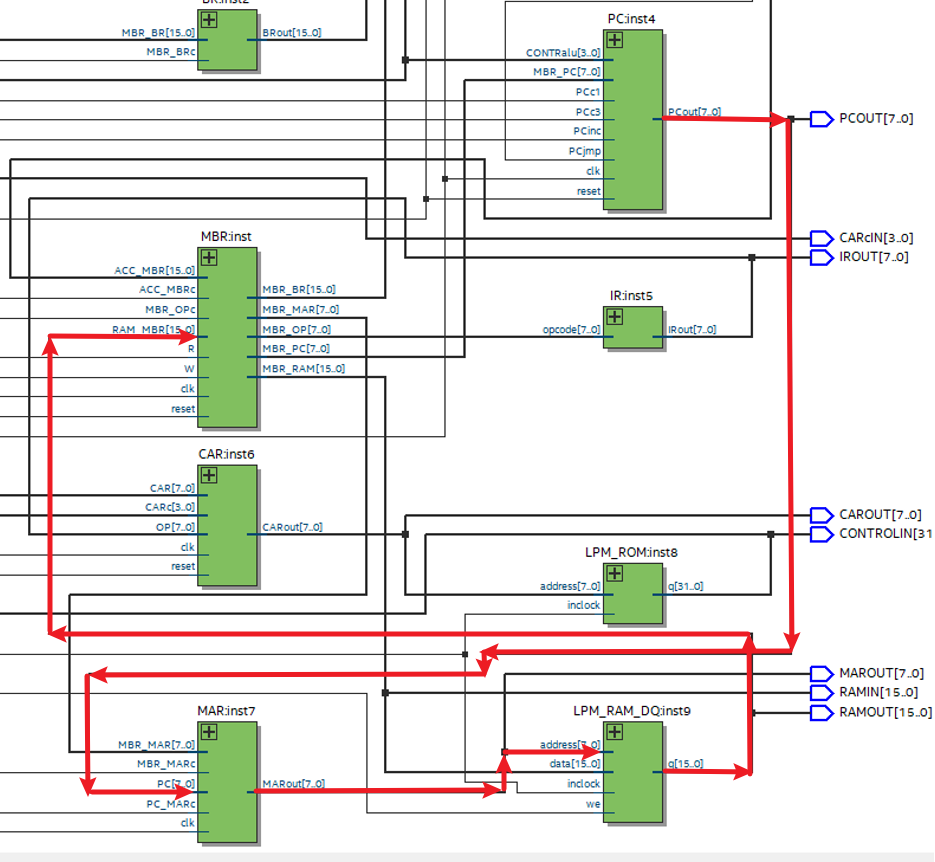 BR:inst2
MBR_BR[15..0]
MBR_BRc
BRout[15..0]
PC:inst4
CONTRalu[3..0]
MBR_PC[7..0]
PCc1
PCc3
PCinc
PCjmp
clk
reset
PCout[7..0]
PCOUT[7..0]
CARcIN[3..0]
IROUT[7..0]
MBR:inst
ACC_MBR[15..0]
ACC_MBRc
MBR_OPc
RAM_MBR[15..0]
R
W
clk
reset
MBR_BR[15..0]
MBR_MAR[7..0]
MBR_OP[7..0]
MBR_PC[7..0]
MBR_RAM[15..0]
IR:inst5
opcode[7..0]
IRout[7..0]
CAR:inst6
CAR[7..0]
CARc[3..0]
OP[7..0]
clk
reset
CARout[7..0]
CAROUT[7..0]
CONTROLIN[31
LPM_ROM:inst8
address[7..0]
inclock
q[31..0]
MAROUT[7..0]
RAMIN[15..0]
RAMOUT[15..0]
MAR:inst7
MBR_MAR[7..0]
MBR_MARc
PC[7..0]
PC_MARc
clk
MARout[7..0]
LPM_RAM_DQ:inst9
address[7..0]
data[15..0]
inclock
we
q[15..0]